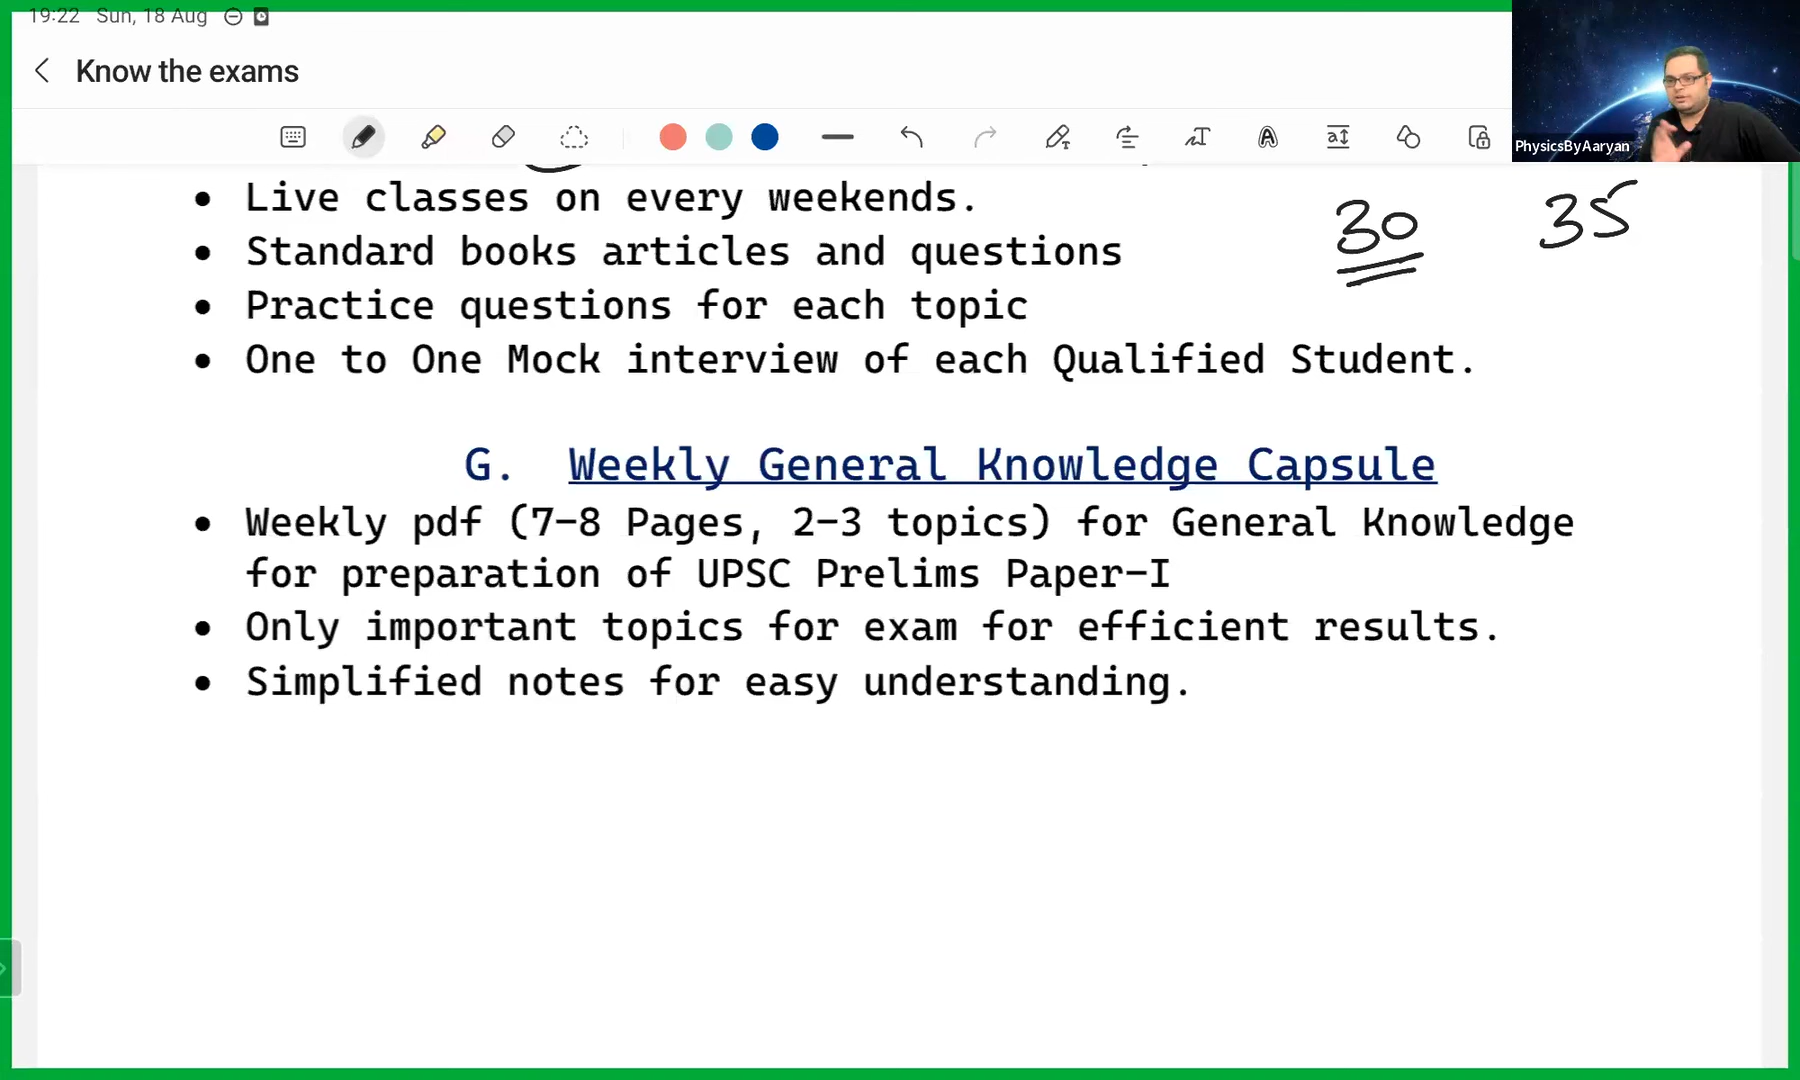 19:22 Sun, 18 Aug
Know the exams
PhysicsByAaryan
• Live classes on every weekends.
30 35
• Standard books articles and questions
• Practice questions for each topic
• One to One Mock interview of each Qualified Student.
G. Weekly General Knowledge Capsule
• Weekly pdf (7-8 Pages, 2-3 topics) for General Knowledge
for preparation of UPSC Prelims Paper-I
• Only important topics for exam for efficient results.
• Simplified notes for easy understanding.